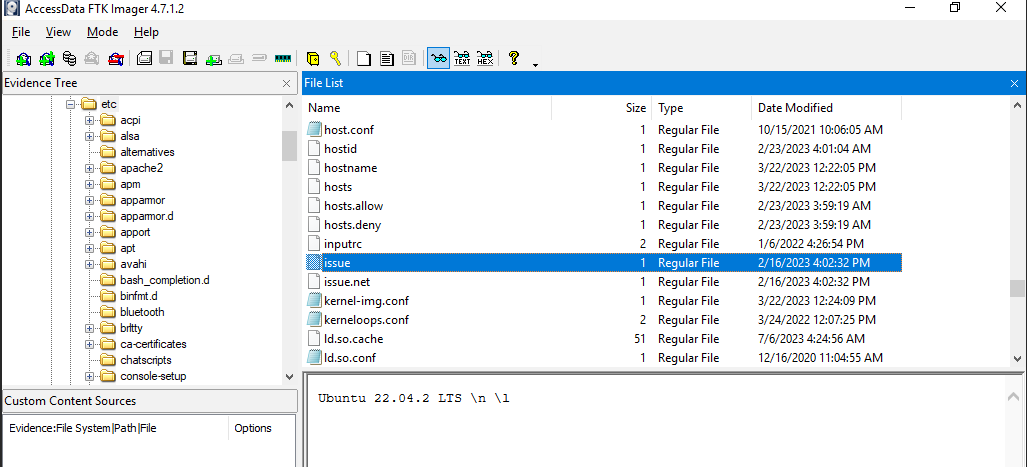 AccessData FTK Imager 4.7.1.2
File View Mode Help
Evidence Tree
etc
acpi
alsa
alternatives
apache2
apm
apparmor
apparmor.d
apport
apt
avahi
bash_completion.d
binfmt.d
bluetooth
brltty
ca-certificates
chatscripts
console-setup
Custom Content Sources
Evidence:File System|Path|File Options
File List
Name Size Type Date Modified
host.conf 1 Regular File 10/15/2021 10:06:05 AM
hostid 1 Regular File 2/23/2023 4:01:04 AM
hostname 1 Regular File 3/22/2023 12:22:05 PM
hosts 1 Regular File 3/22/2023 12:22:05 PM
hosts.allow 1 Regular File 2/23/2023 3:59:19 AM
hosts.deny 1 Regular File 2/23/2023 3:59:19 AM
inputrc 2 Regular File 1/6/2022 4:26:54 PM
issue 1 Regular File 2/16/2023 4:02:32 PM
issue.net 1 Regular File 2/16/2023 4:02:32 PM
kernel-img.conf 1 Regular File 3/22/2023 12:24:09 PM
kerneloops.conf 2 Regular File 3/24/2022 12:07:25 PM
ld.so.cache 51 Regular File 7/6/2023 4:24:56 AM
ld.so.conf 1 Regular File 12/16/2020 11:04:55 AM
Ubuntu 22.04.2 LTS \n \l